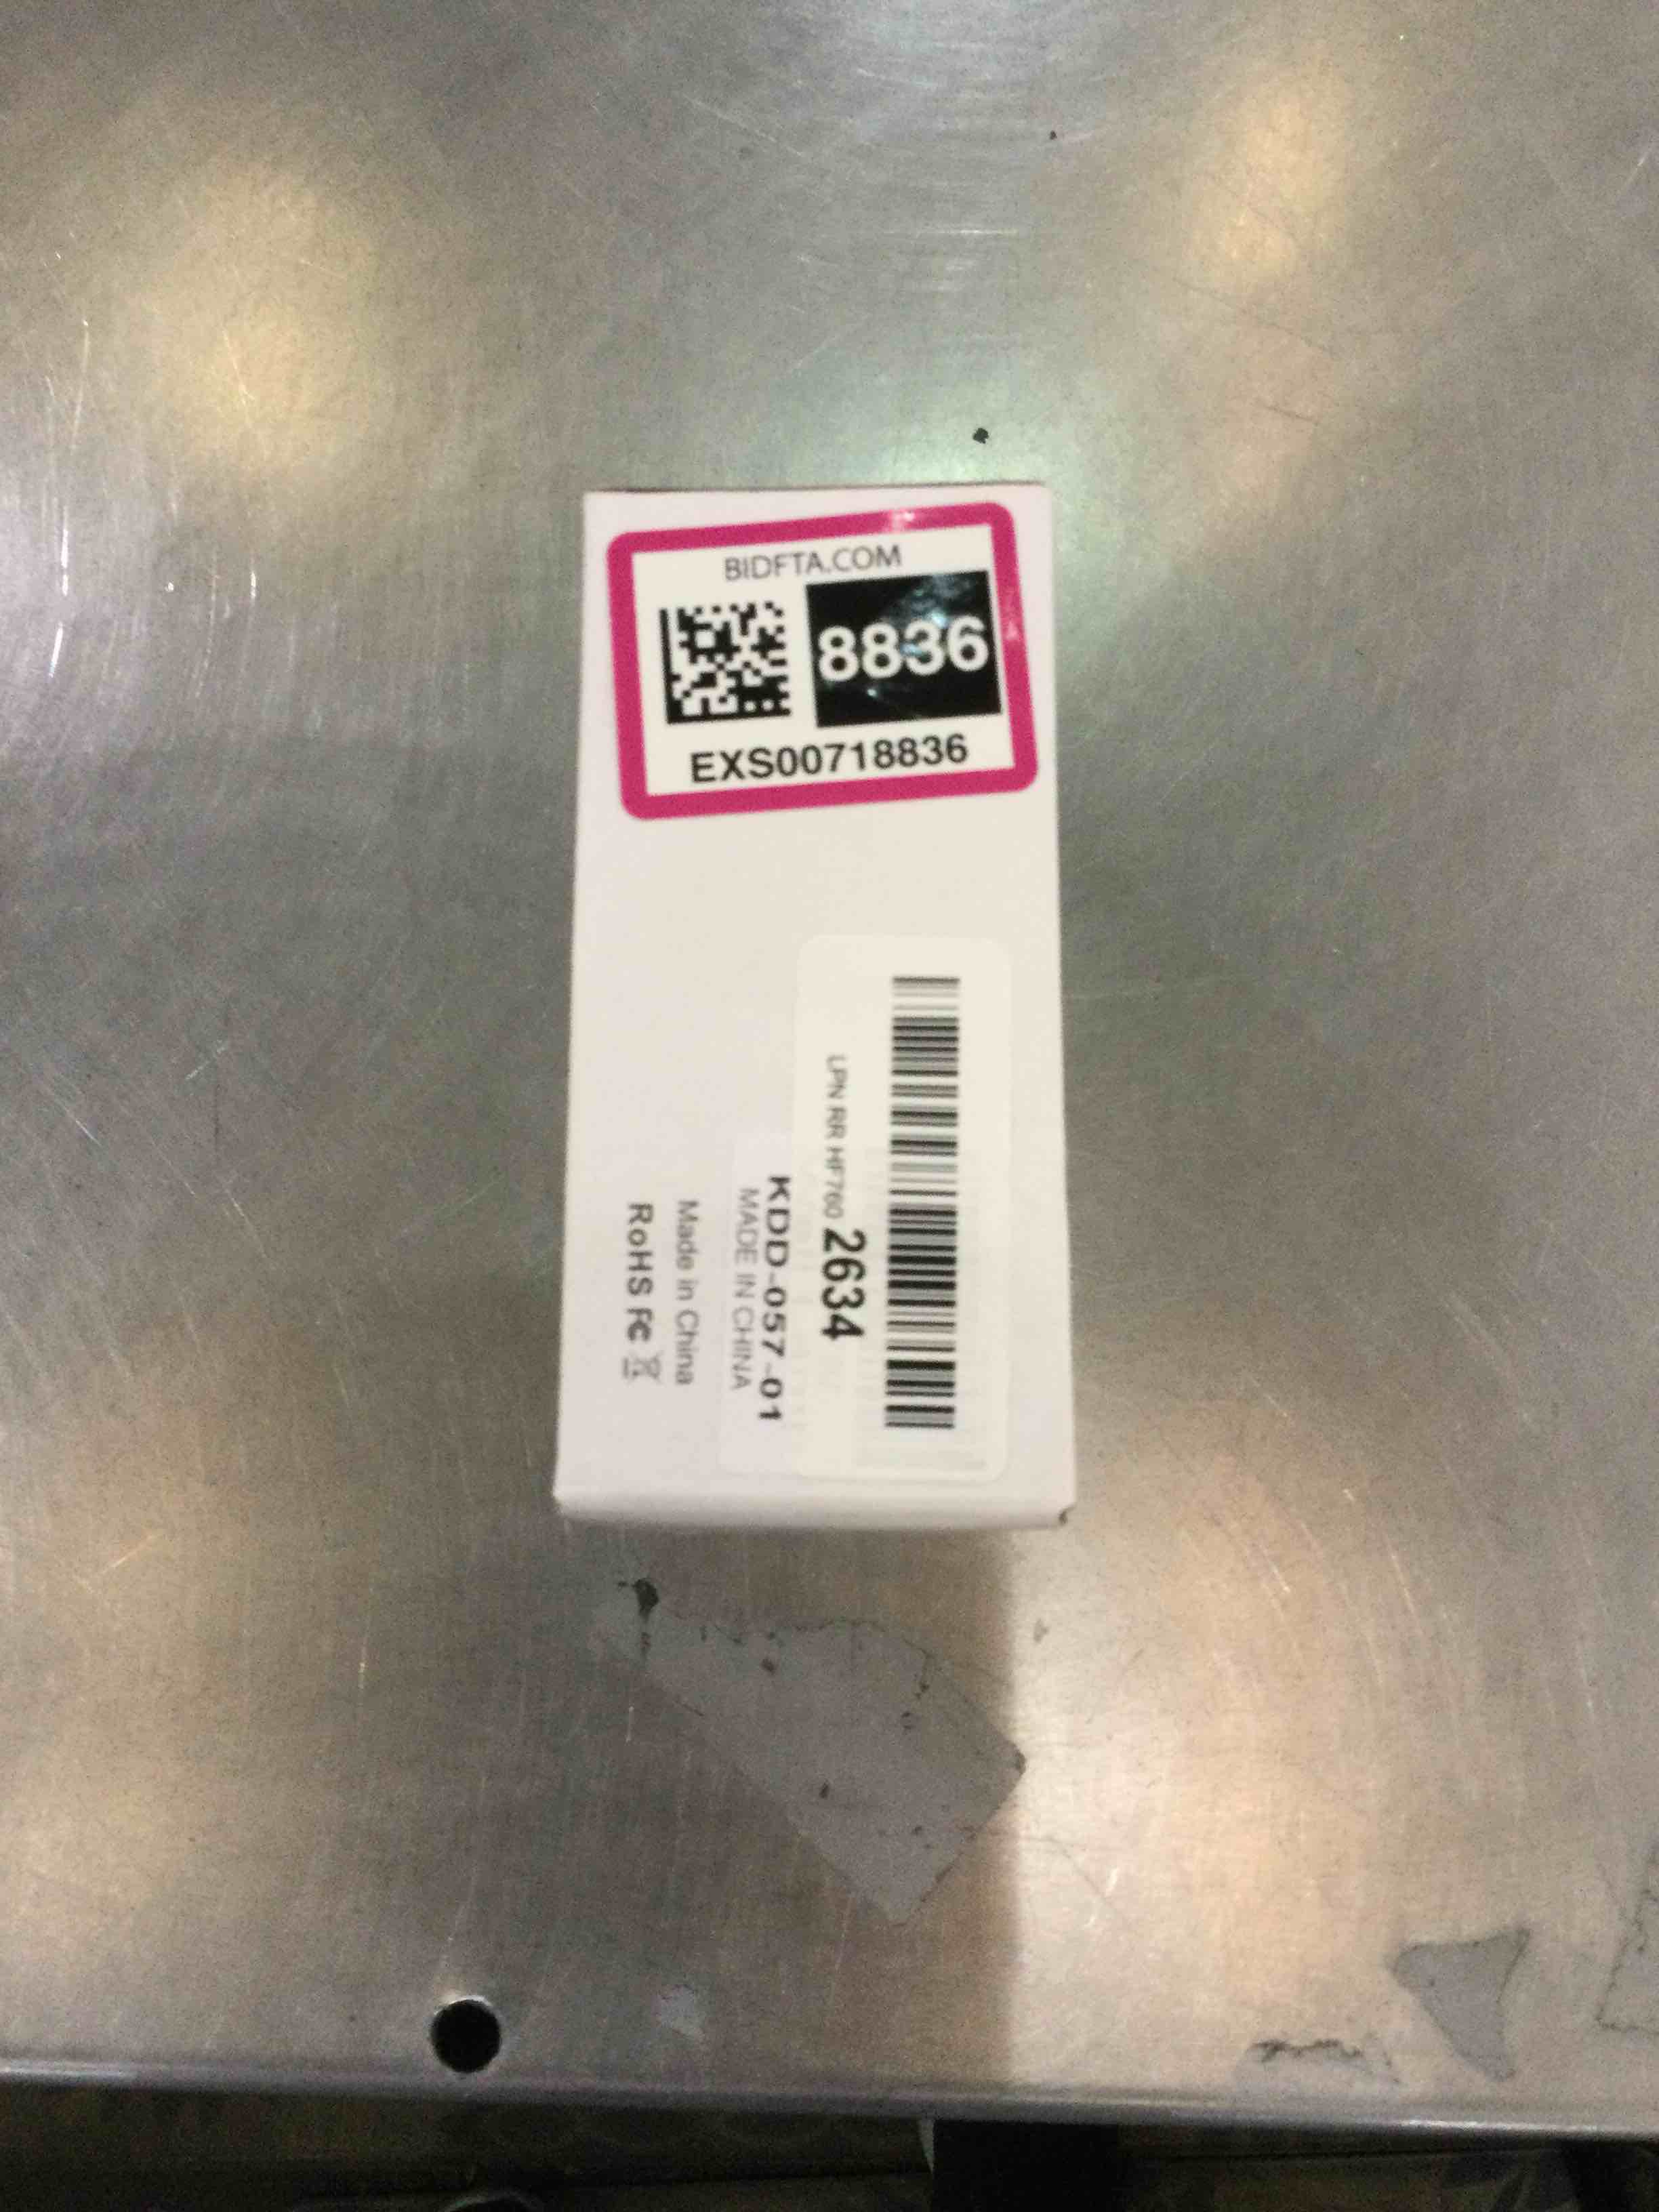 BIDFTA.COM
8836
EXS00718836
LPN RR HF760 2634
KDD-057-01
MADE IN CHINA
Made in China
RoHS FC